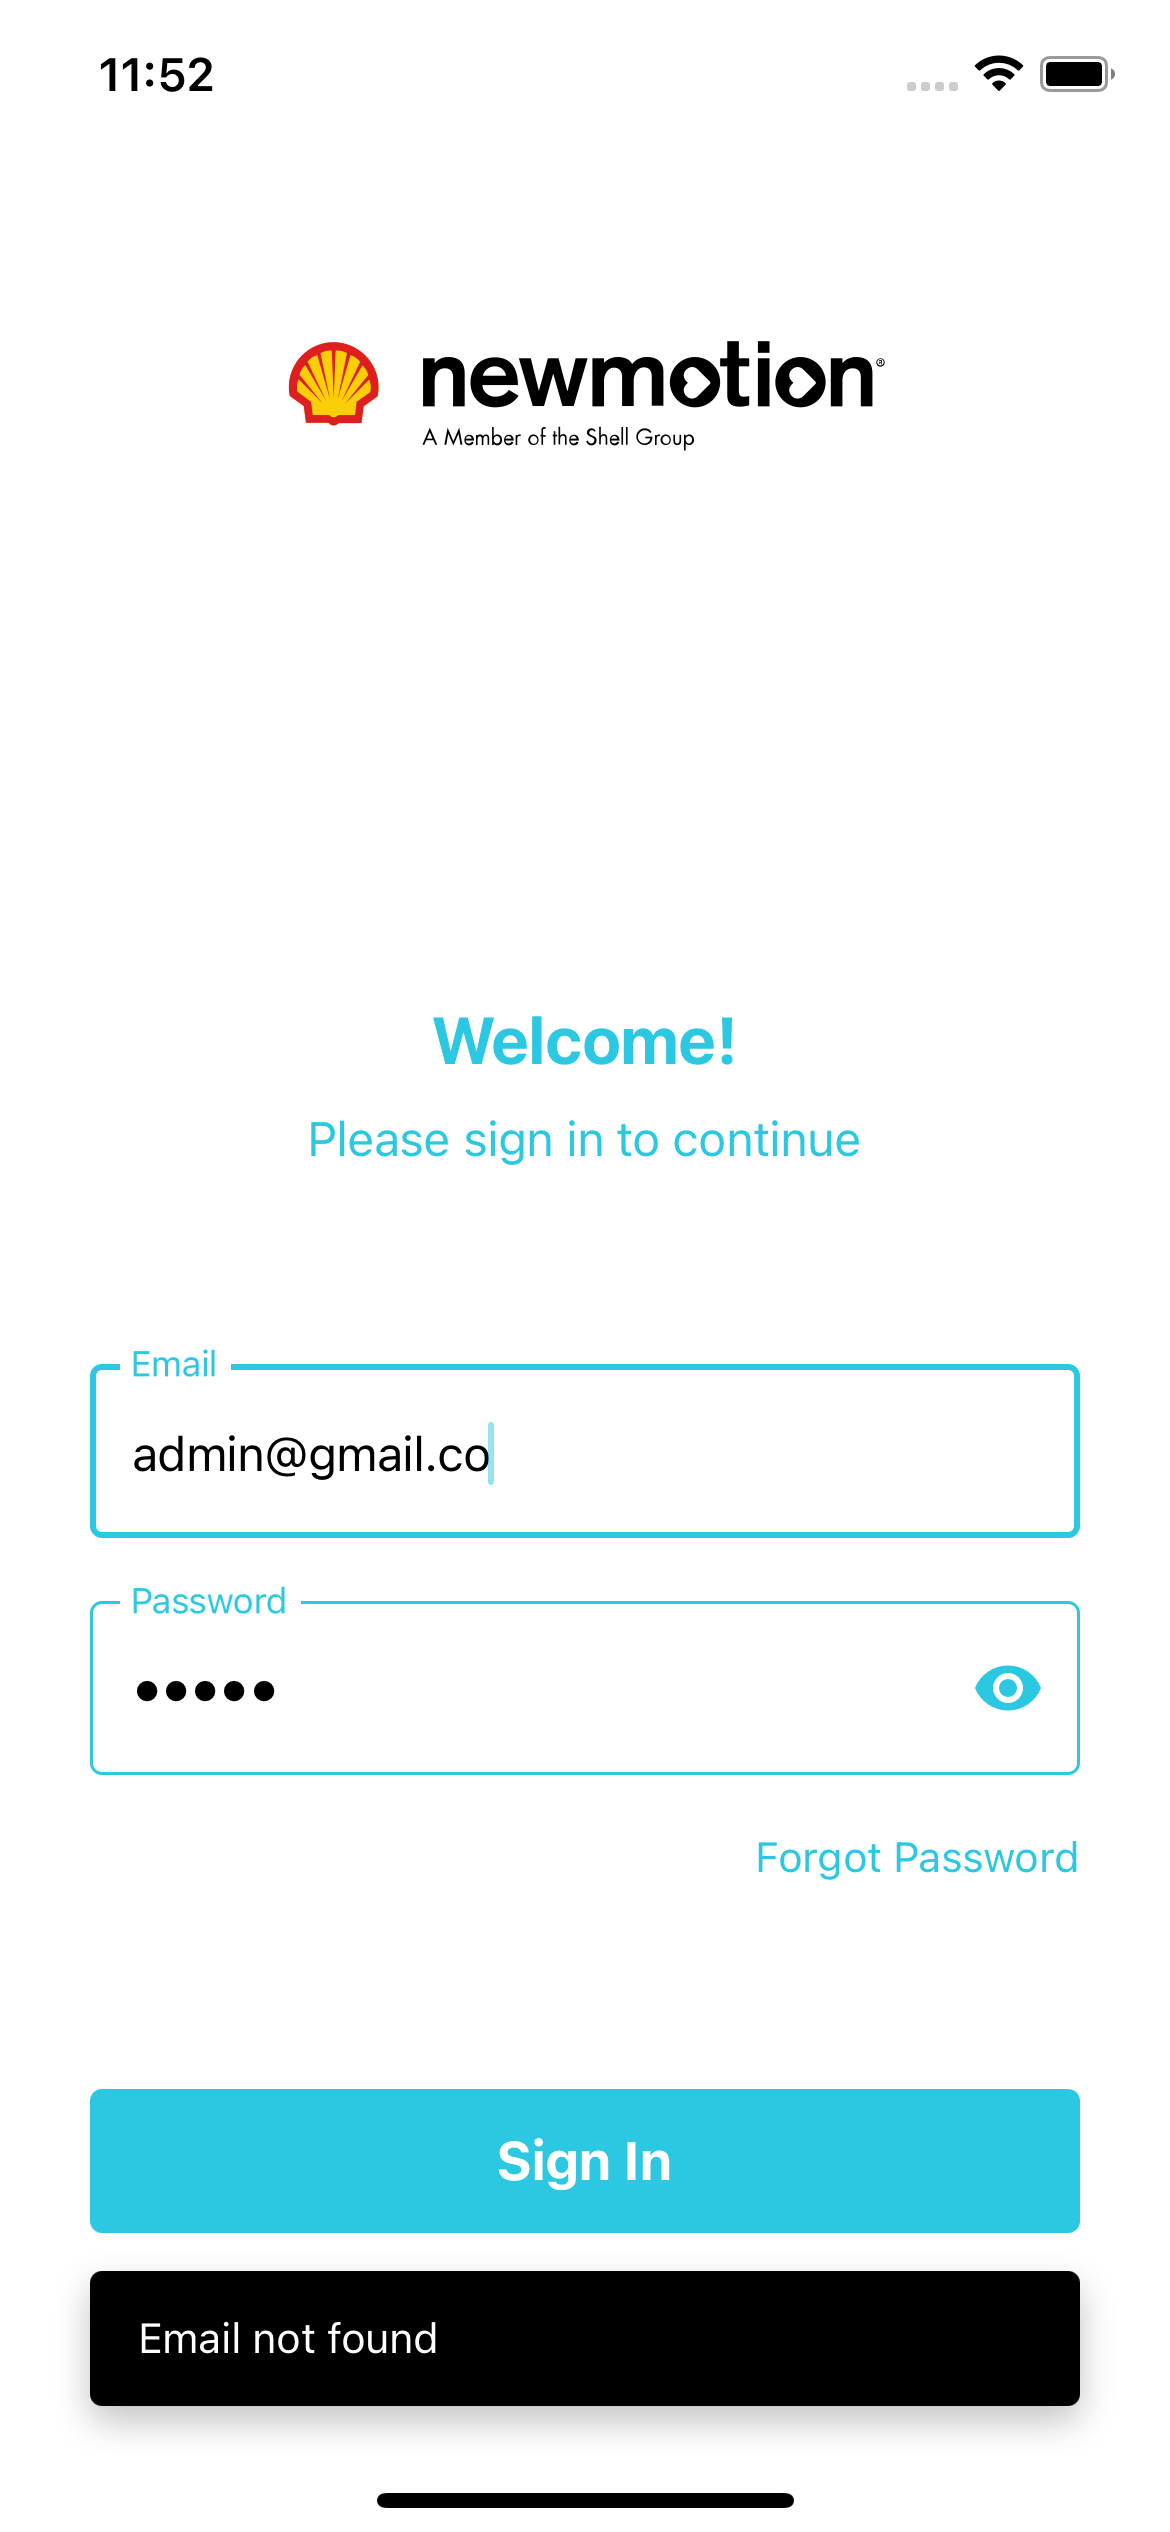 11:52
newmotion®
A Member of the Shell Group
Welcome!
Please sign in to continue
Email
admin@gmail.co
Password
•••••
Forgot Password
Sign In
Email not found